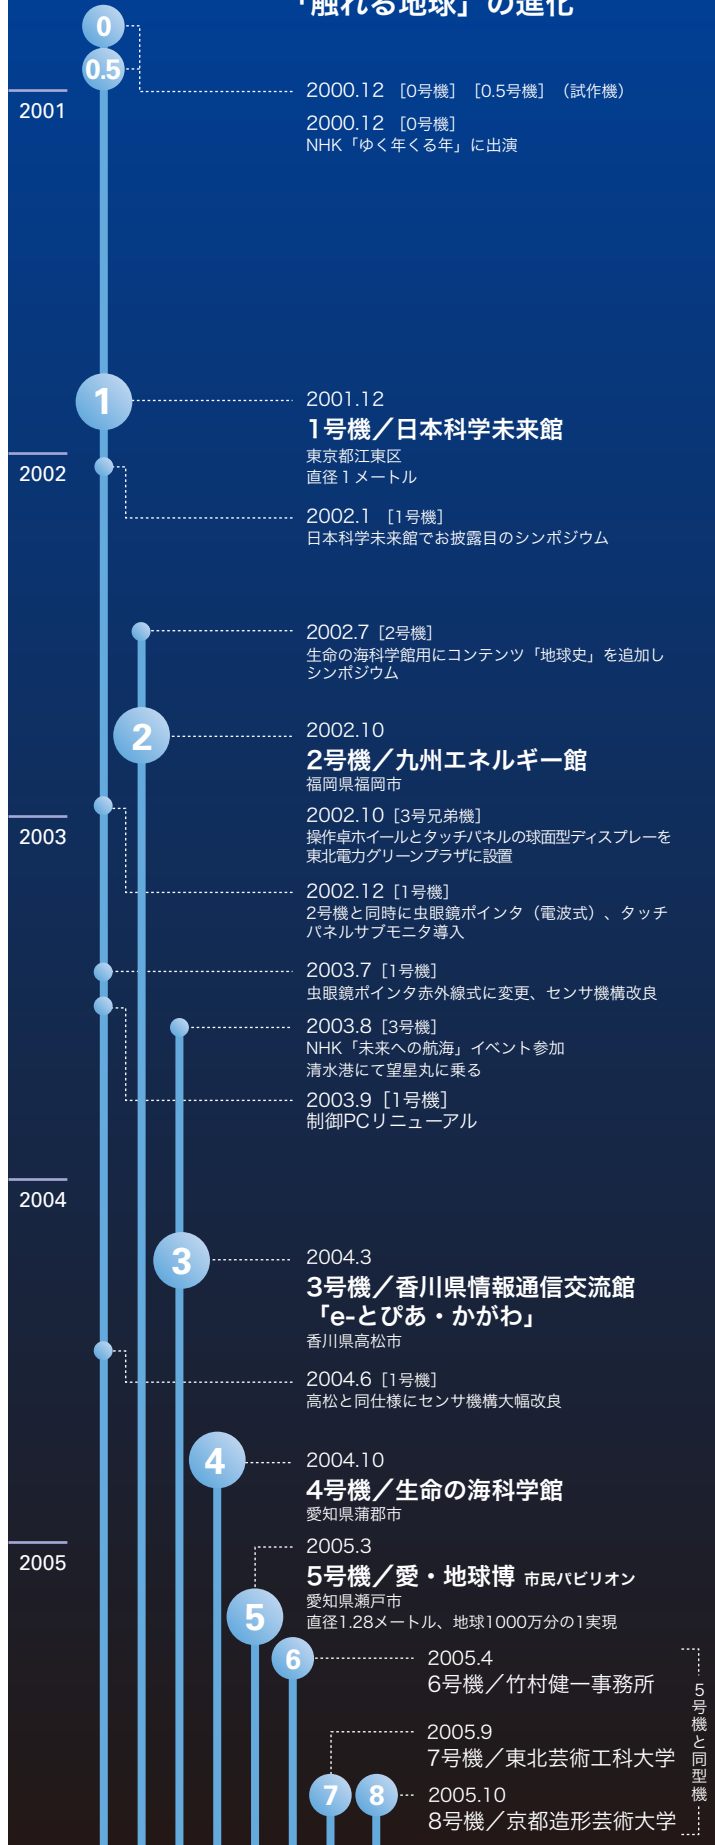 「触れる地球」の進化
0
0.5
2000.12 [0号機] [0.5号機] (試作機)
2001
2000.12 [0号機]
NHK「ゆく年くる年」に出演
1
2001.12
1号機／日本科学未来館
東京都江東区
直径１メートル
2002
2002.1 [1号機]
日本科学未来館でお披露目のシンポジウム
2002.7 [2号機]
生命の海科学館用にコンテンツ「地球史」を追加し
シンポジウム
2
2002.10
2号機／九州エネルギー館
福岡県福岡市
2002.10 [3号兄弟機]
操作卓ホイールとタッチパネルの球面型ディスプレーを
東北電力グリーンプラザに設置
2003
2002.12 [1号機]
2号機と同時に虫眼鏡ポインタ（電波式）、タッチ
パネルサブモニタ導入
2003.7 [1号機]
虫眼鏡ポインタ赤外線式に変更、センサ機構改良
2003.8 [3号機]
NHK「未来への航海」イベント参加
清水港にて望星丸に乗る
2003.9 [1号機]
制御PCリニューアル
2004
3
2004.3
3号機／香川県情報通信交流館
「e-とぴあ・かがわ」
香川県高松市
2004.6 [1号機]
高松と同仕様にセンサ機構大幅改良
4
2004.10
4号機／生命の海科学館
愛知県蒲郡市
2005
2005.3
5号機／愛・地球博 市民パビリオン
愛知県瀬戸市
直径1.28メートル、地球1000万分の1実現
5
6
2005.4
6号機／竹村健一事務所
2005.9
7号機／東北芸術工科大学
7
8
2005.10
8号機／京都造形芸術大学
5号機と同型機